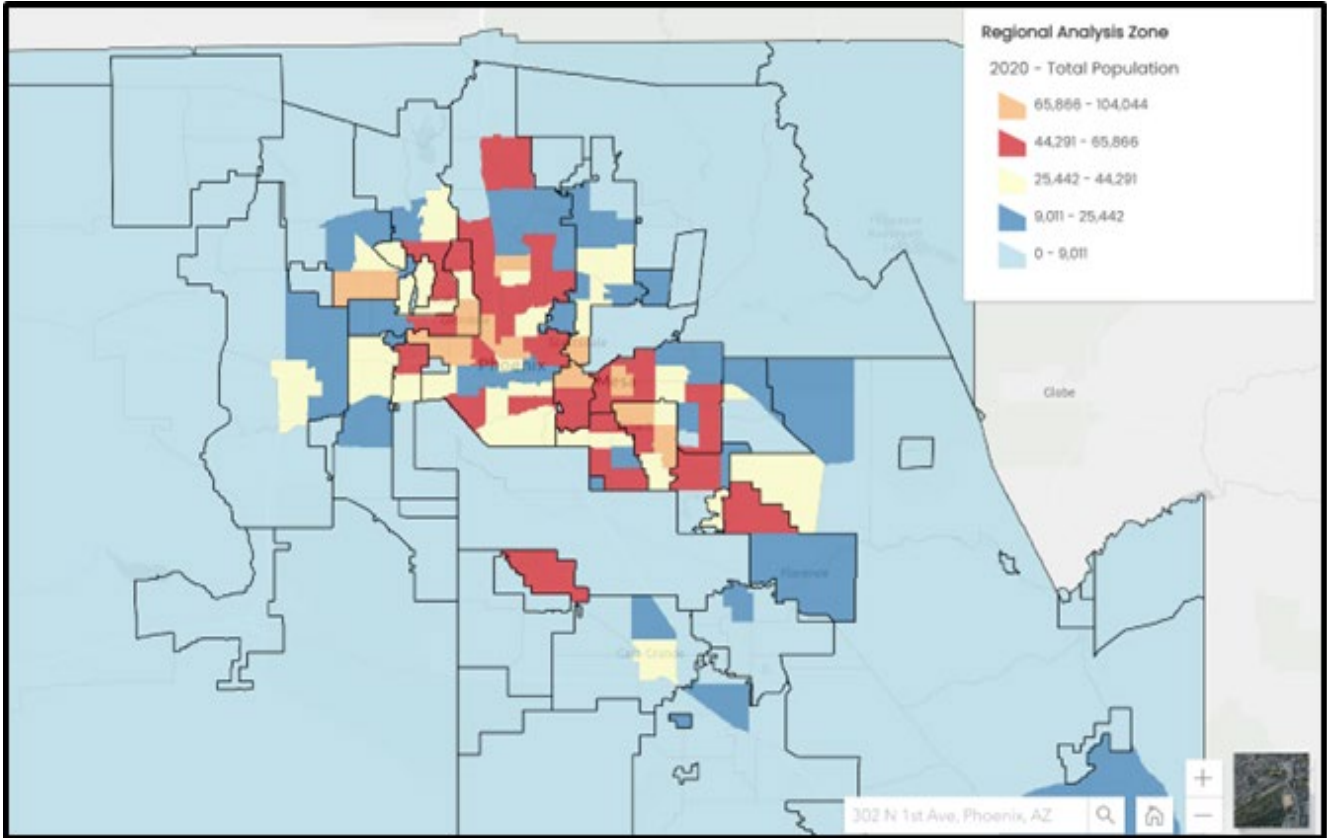 Regional Analysis Zone
2020 - Total Population
65,866 - 104,044
44,291 - 65,866
25,442 - 44,291
9,011 - 25,442
0 - 9,011
Globe
Scottsdale
Phoenix
Mesa
Florence
Casa Grande
302 N 1st Ave, Phoenix, AZ
+
−